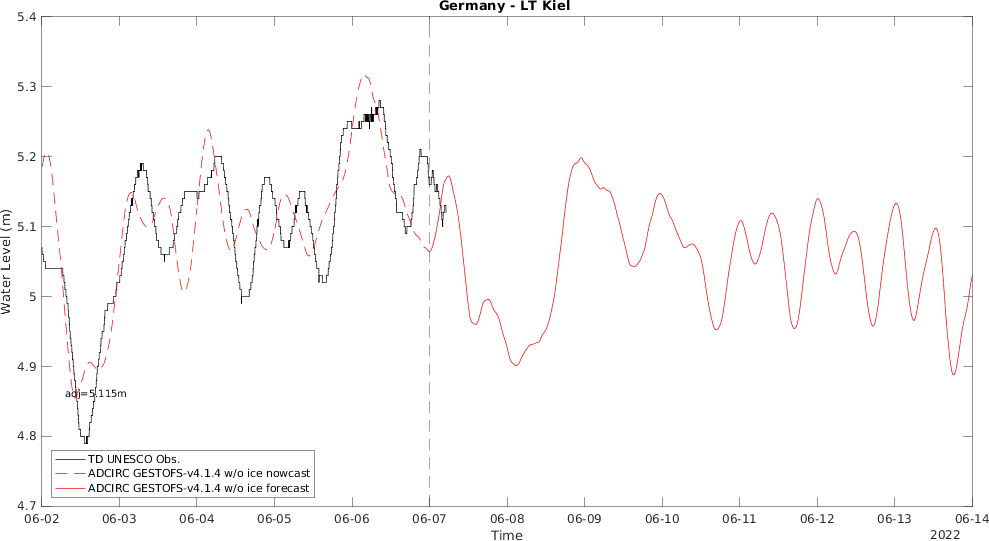 Germany - LT Kiel
Water Level (m)
5.4
5.3
5.2
5.1
5
4.9
4.8
4.7
adj=5.115m
TD UNESCO Obs.
ADCIRC GESTOFS-v4.1.4 w/o ice nowcast
ADCIRC GESTOFS-v4.1.4 w/o ice forecast
06-02 06-03 06-04 06-05 06-06 06-07 06-08 06-09 06-10 06-11 06-12 06-13 06-14
Time
2022